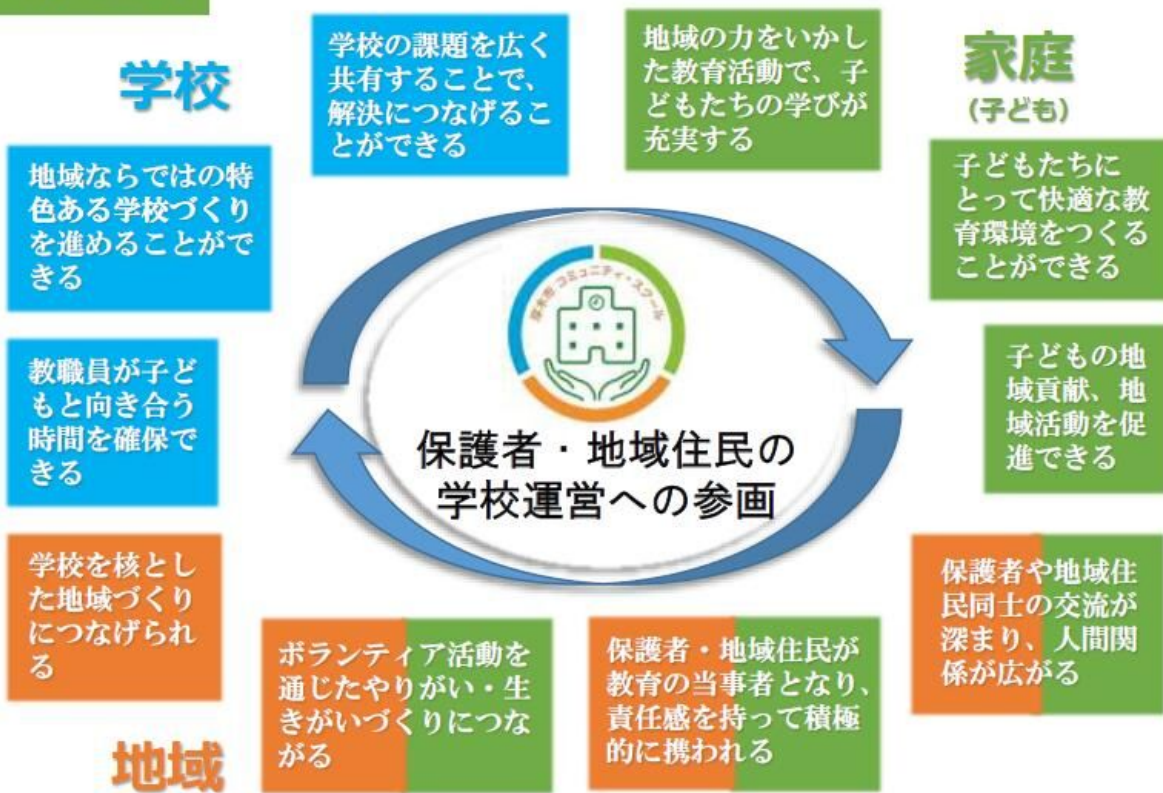 学校
学校の課題を広く
共有することで、
解決につなげるこ
とができる
地域の力をいかし
た教育活動で、子
どもたちの学びが
充実する
家庭
(子ども)
地域ならではの特
色ある学校づくり
を進めることがで
きる
子どもたちに
とって快適な教
育環境をつくる
ことができる
厚木市 コミュニティ・スクール
教職員が子ど
もと向き合う
時間を確保で
きる
子どもの地
域貢献、地
域活動を促
進できる
保護者・地域住民の
学校運営への参画
学校を核とし
た地域づくり
につなげられ
る
保護者や地域住
民同士の交流が
深まり、人間関
係が広がる
ボランティア活動を
通じたやりがい・生
きがいづくりにつな
がる
保護者・地域住民が
教育の当事者となり、
責任感を持って積極
的に携われる
地域